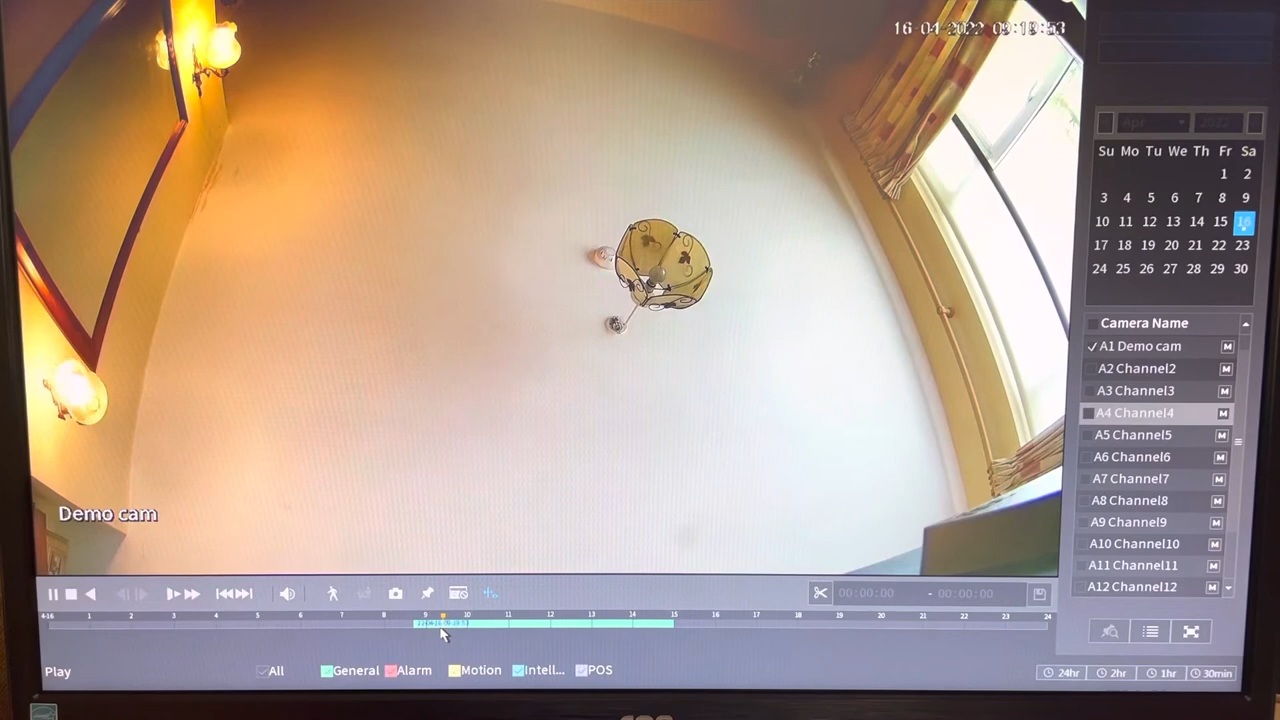 16-04-2022 09:19:53
Apr 2022
Su Mo Tu We Th Fr Sa
1 2
3 4 5 6 7 8 9
10 11 12 13 14 15 16
17 18 19 20 21 22 23
24 25 26 27 28 29 30
Camera Name
A1 Demo cam M
A2 Channel2 M
A3 Channel3 M
A4 Channel4 M
A5 Channel5 M
A6 Channel6 M
A7 Channel7 M
A8 Channel8 M
A9 Channel9 M
A10 Channel10 M
A11 Channel11 M
A12 Channel12 M
Demo cam
00:00:00 - 00:00:00
4-16 1 2 3 4 5 6 7 8 9 10 11 12 13 14 15 16 17 18 19 20 21 22 23 24
Play
All General Alarm Motion Intell... POS
24hr 2hr 1hr 30min